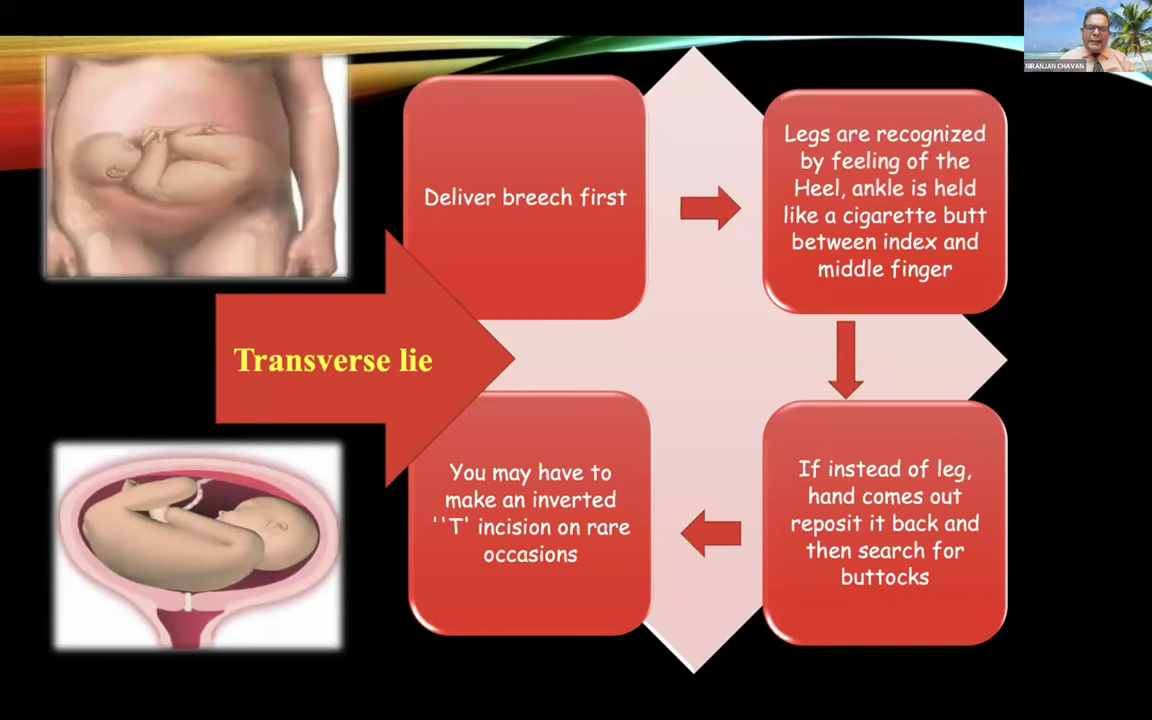 NIRANJAN CHAVAN
Deliver breech first
Legs are recognized
by feeling of the
Heel, ankle is held
like a cigarette butt
between index and
middle finger
Transverse lie
If instead of leg,
hand comes out
reposit it back and
then search for
buttocks
You may have to
make an inverted
''T' incision on rare
occasions